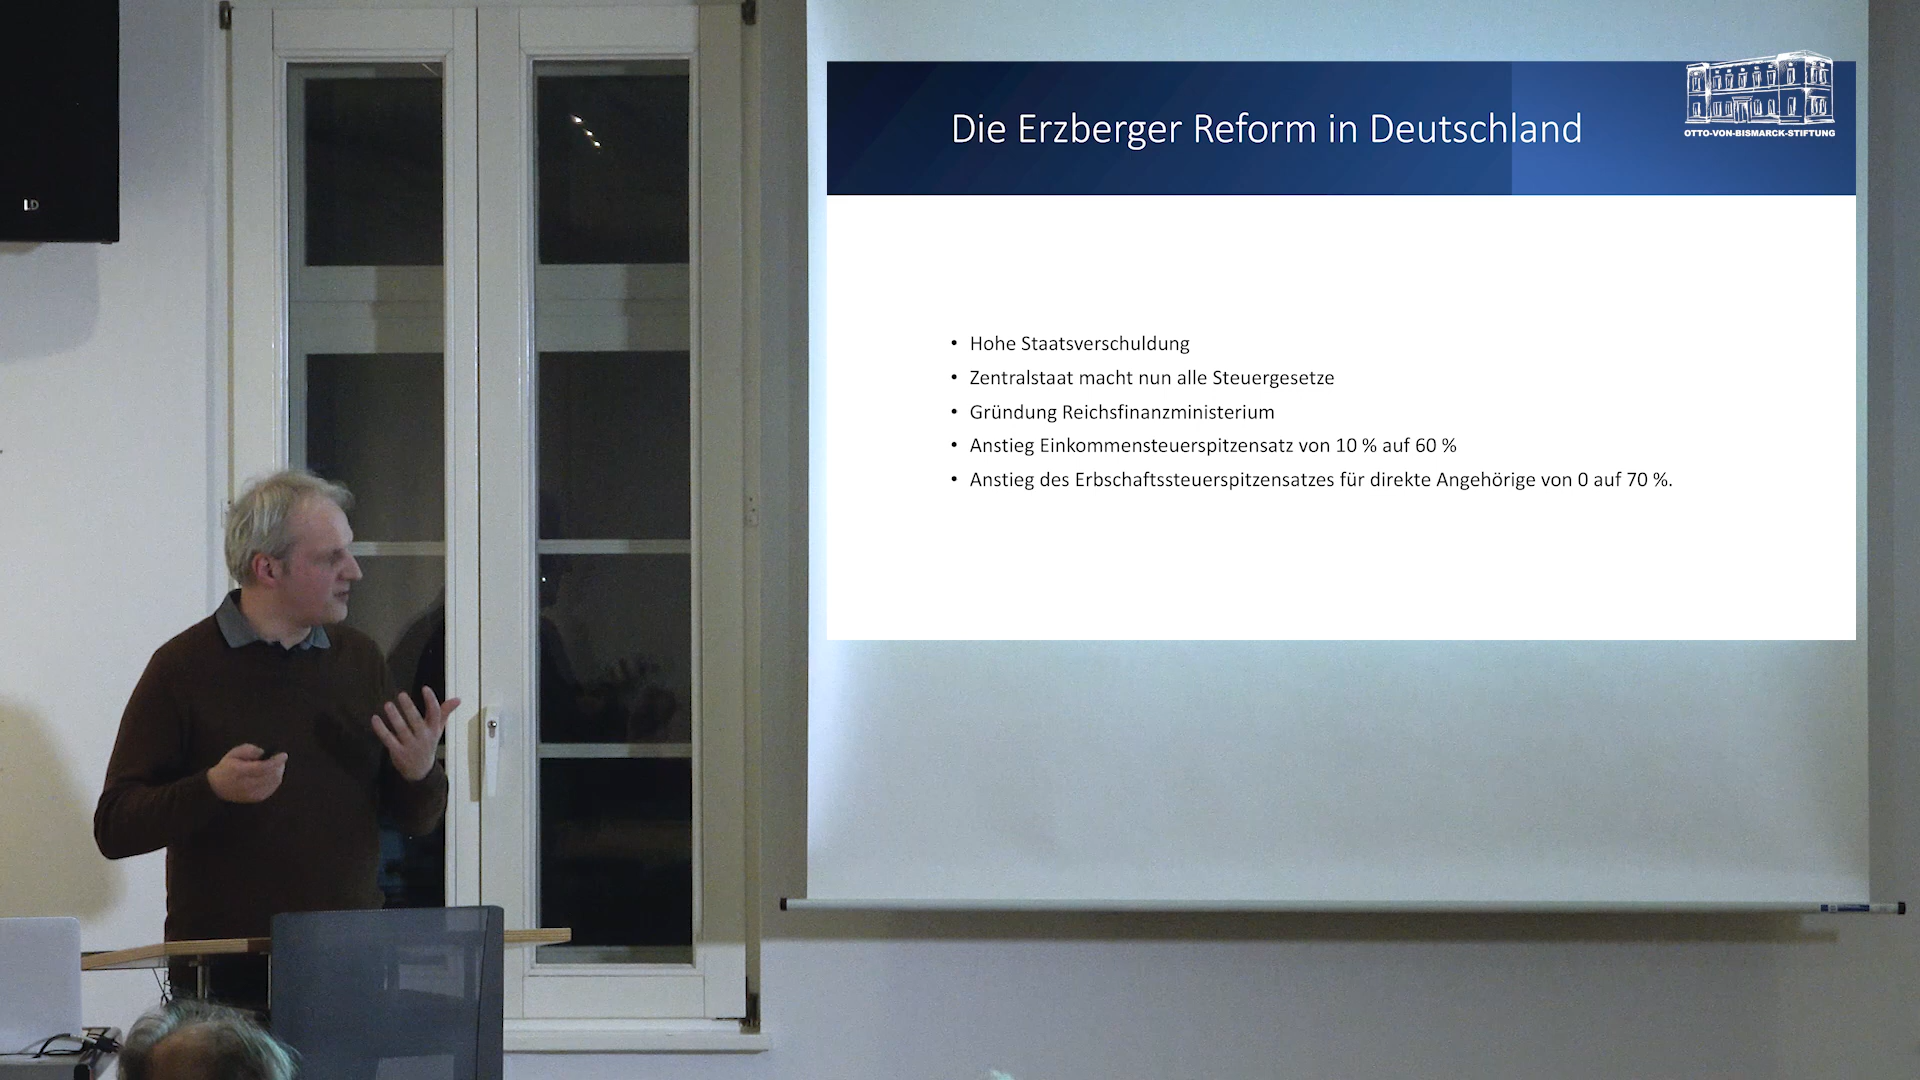 Die Erzberger Reform in Deutschland
OTTO-VON-BISMARCK-STIFTUNG
• Hohe Staatsverschuldung
• Zentralstaat macht nun alle Steuergesetze
• Gründung Reichsfinanzministerium
• Anstieg Einkommensteuerspitzensatz von 10 % auf 60 %
• Anstieg des Erbschaftssteuerspitzensatzes für direkte Angehörige von 0 auf 70 %.
LD